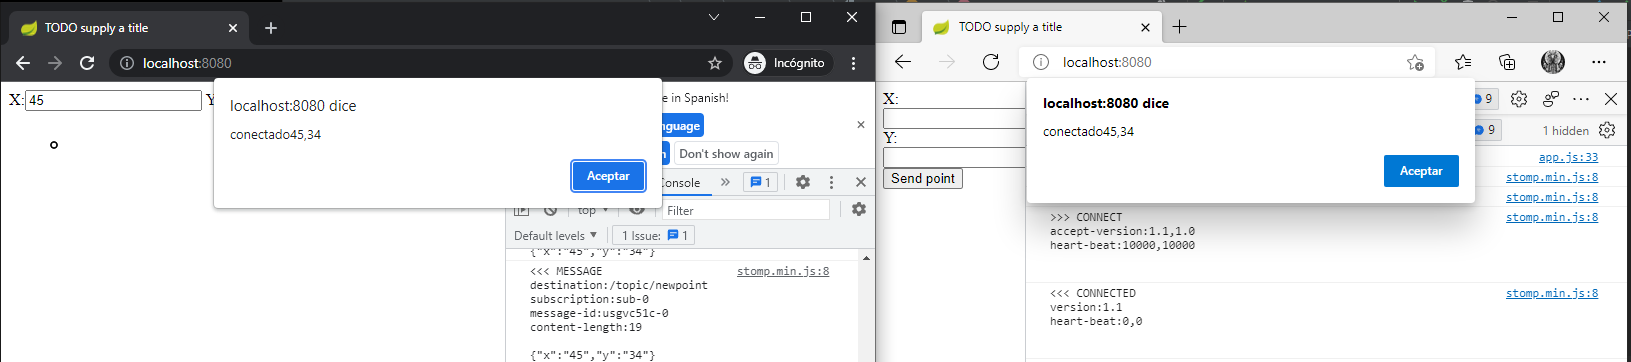 TODO supply a title
localhost:8080
Incógnito
X: 45
Y
localhost:8080 dice
conectado45,34
Aceptar
e in Spanish!
nguage
Don't show again
Console
1
top
Filter
Default levels
1 Issue: 1
{"x":"45","y":"34"}
<<< MESSAGE
stomp.min.js:8
destination:/topic/newpoint
subscription:sub-0
message-id:usgvc51c-0
content-length:19
{"x":"45","y":"34"}
TODO supply a title
localhost:8080
X:
Y:
Send point
localhost:8080 dice
conectado45,34
Aceptar
9
9
1 hidden
app.js:33
stomp.min.js:8
stomp.min.js:8
>>> CONNECT
stomp.min.js:8
accept-version:1.1,1.0
heart-beat:10000,10000
<<< CONNECTED
stomp.min.js:8
version:1.1
heart-beat:0,0